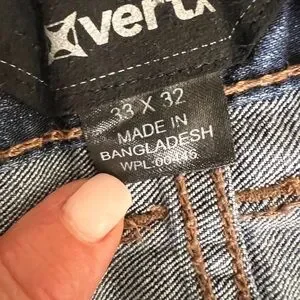 vertx
33 X 32
MADE IN
BANGLADESH
WPL:00446